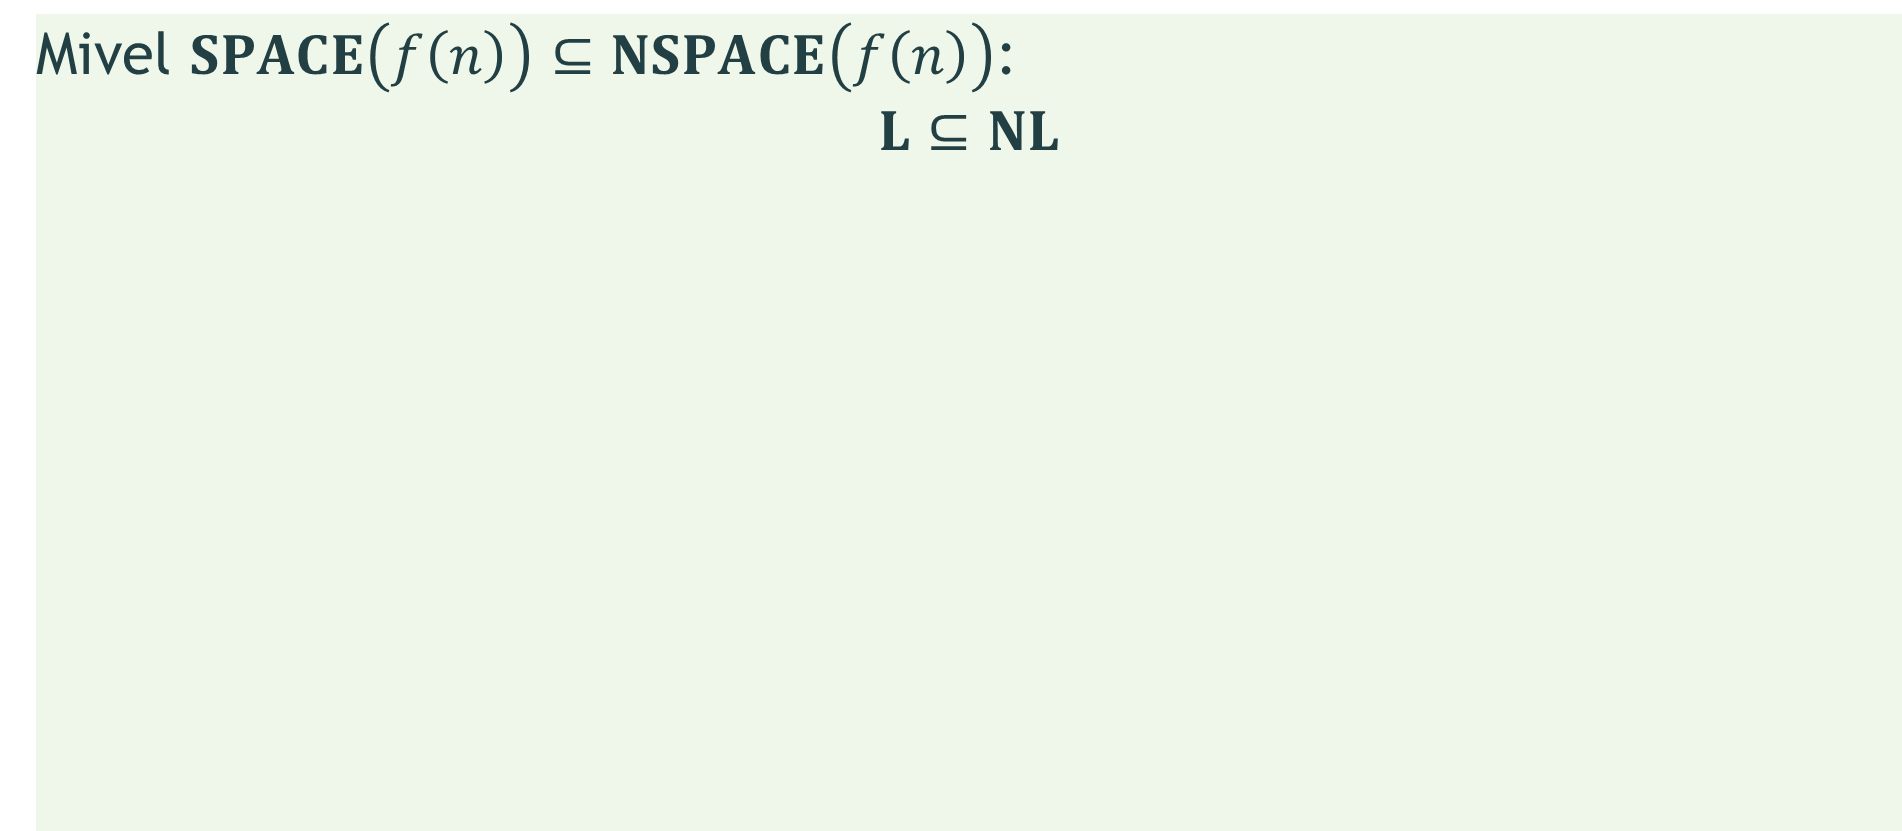 Mivel SPACE(f(n)) ⊆ NSPACE(f(n)):
L ⊆ NL